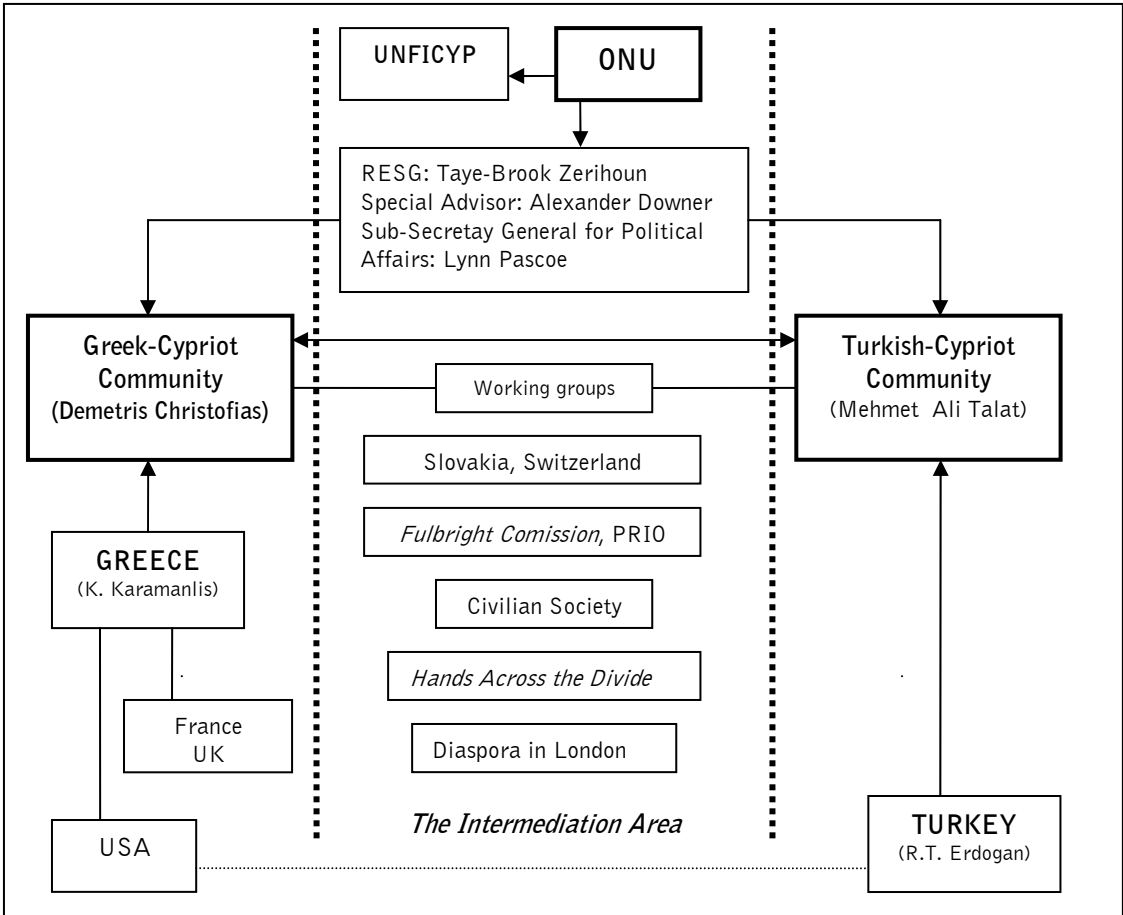 UNFICYP
ONU
RESG: Taye-Brook Zerihoun
Special Advisor: Alexander Downer
Sub-Secretay General for Political
Affairs: Lynn Pascoe
Greek-Cypriot
Community
(Demetris Christofias)
Turkish-Cypriot
Community
(Mehmet Ali Talat)
Working groups
Slovakia, Switzerland
Fulbright Comission, PRIO
GREECE
(K. Karamanlis)
Civilian Society
Hands Across the Divide
France
UK
Diaspora in London
The Intermediation Area
USA
TURKEY
(R.T. Erdogan)